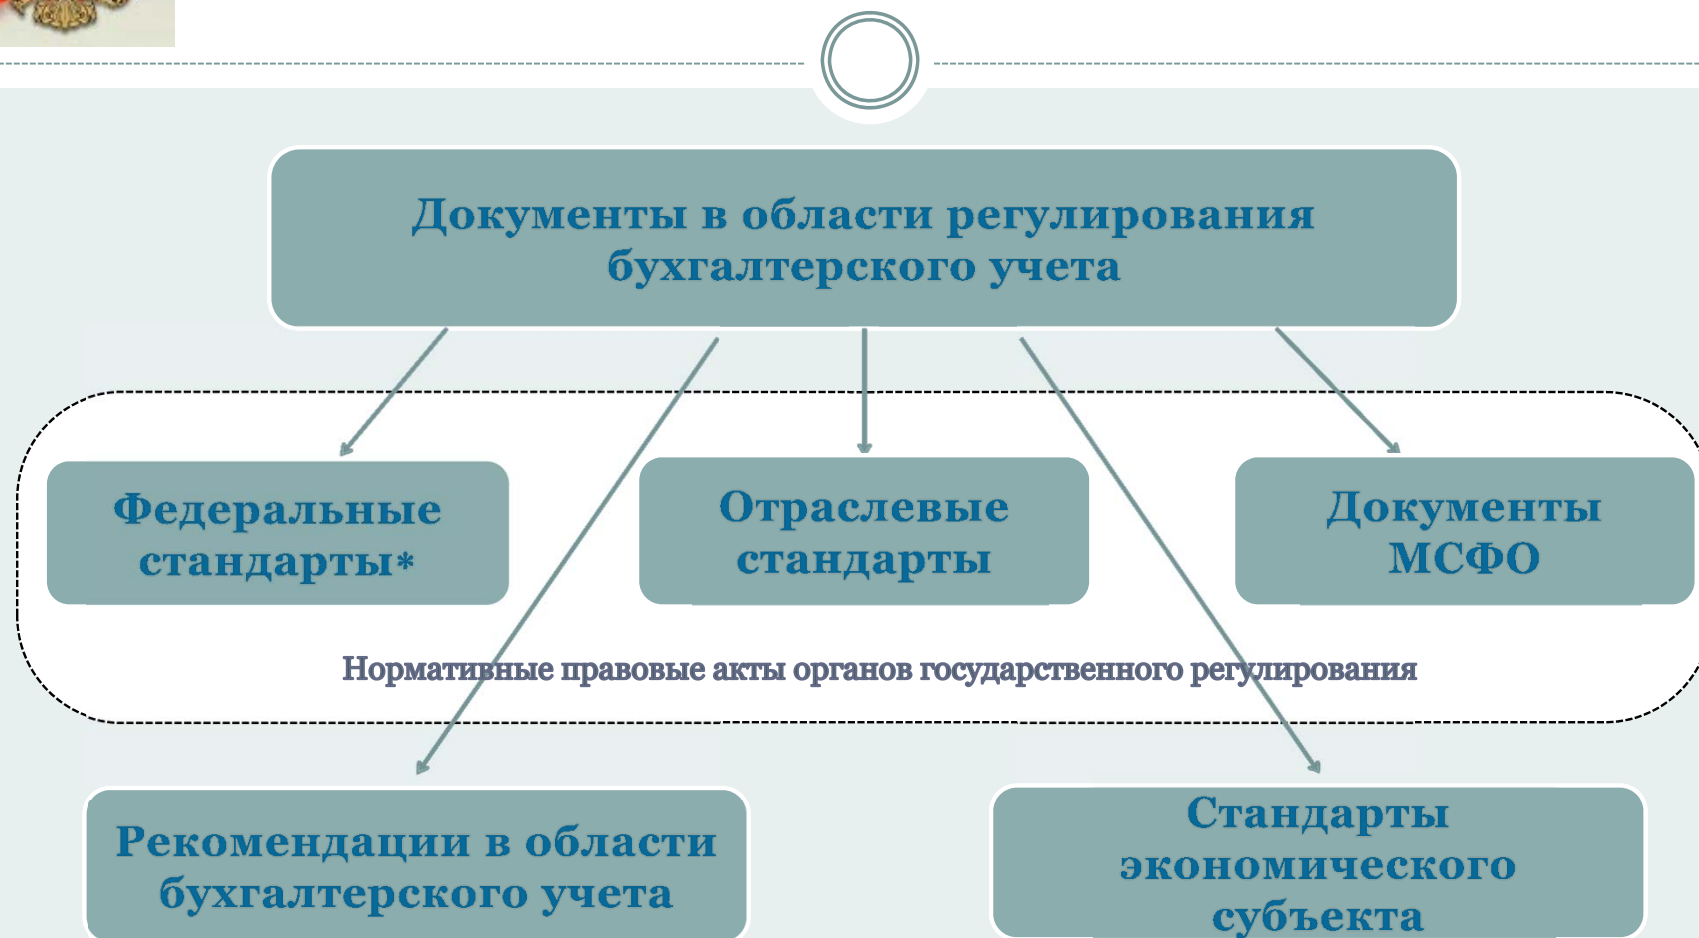 Документы в области регулирования
бухгалтерского учета
Федеральные
стандарты*
Отраслевые
стандарты
Документы
МСФО
Нормативные правовые акты органов государственного регулирования
Рекомендации в области
бухгалтерского учета
Стандарты
экономического
субъекта